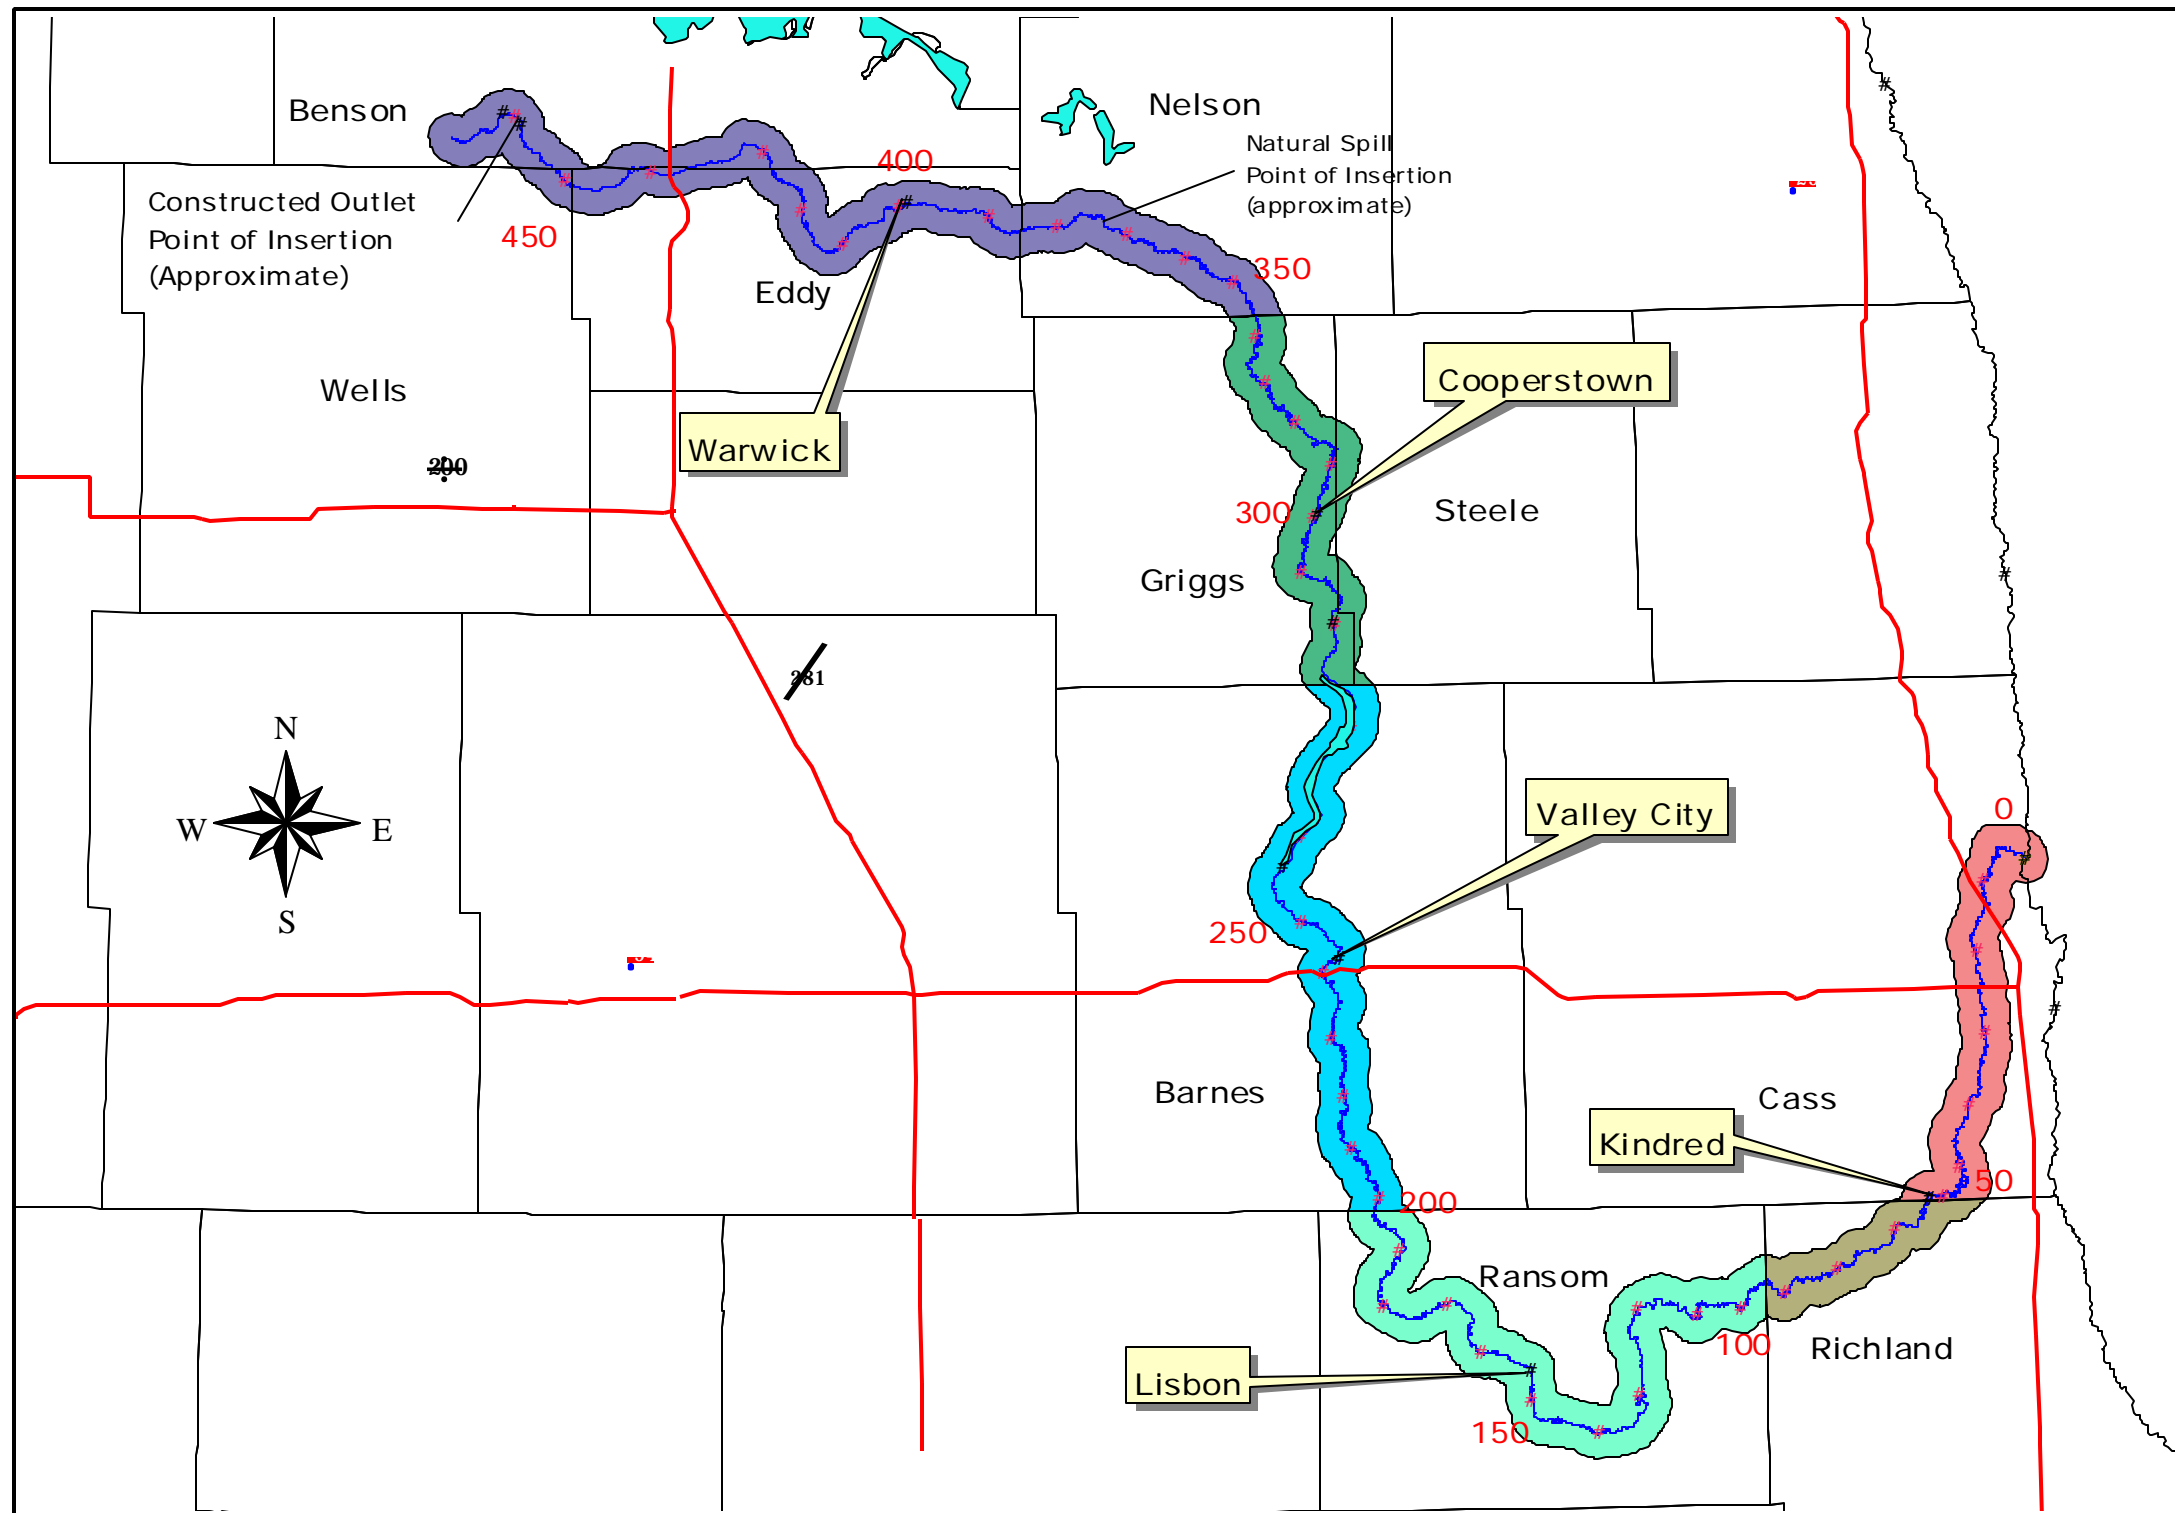 Benson
Nelson
Natural Spill
Point of Insertion
(approximate)
400
Constructed Outlet
Point of Insertion
(Approximate)
450
350
Eddy
Wells
Cooperstown
Warwick
200
300
Steele
Griggs
281
N
W
E
S
Valley City
0
250
Barnes
Cass
Kindred
50
200
Ransom
100
Richland
Lisbon
150